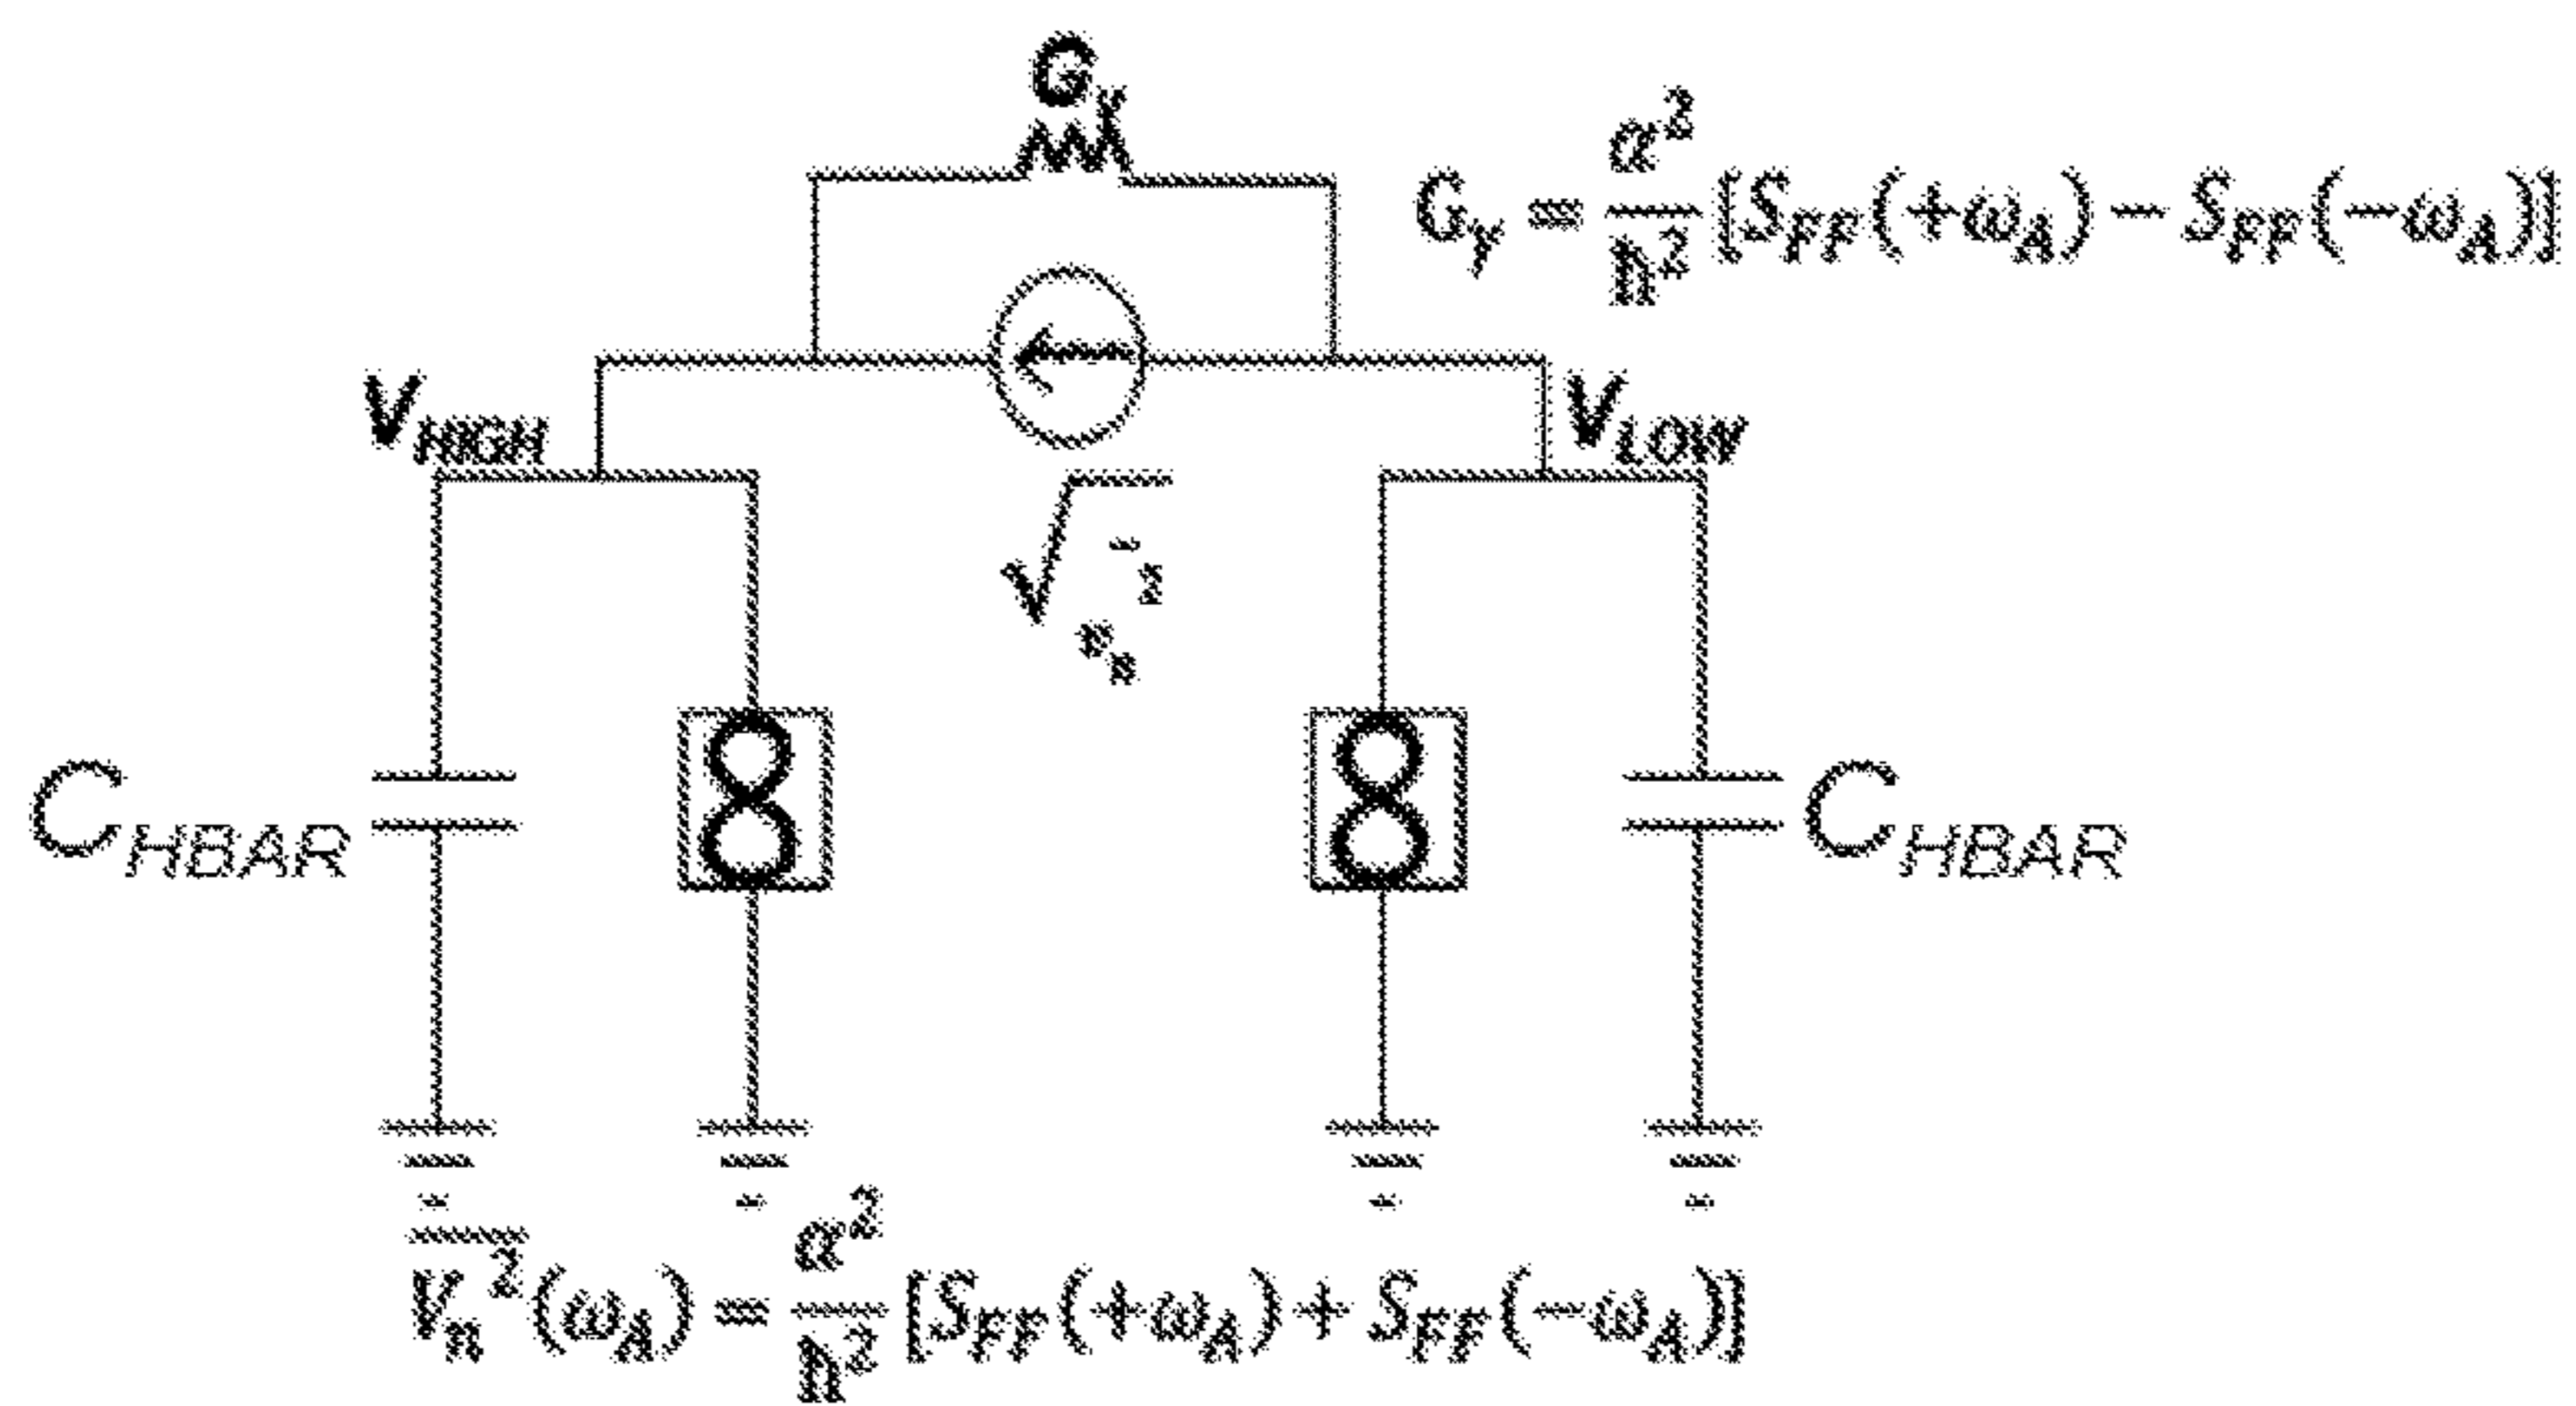 G_γ
G_γ = α²/ħ² [S_FF(+ω_A) − S_FF(−ω_A)]
V_HIGH
V_LOW
C_HBAR
C_HBAR
V_n²(ω_A) = α²/ħ² [S_FF(+ω_A) + S_FF(−ω_A)]